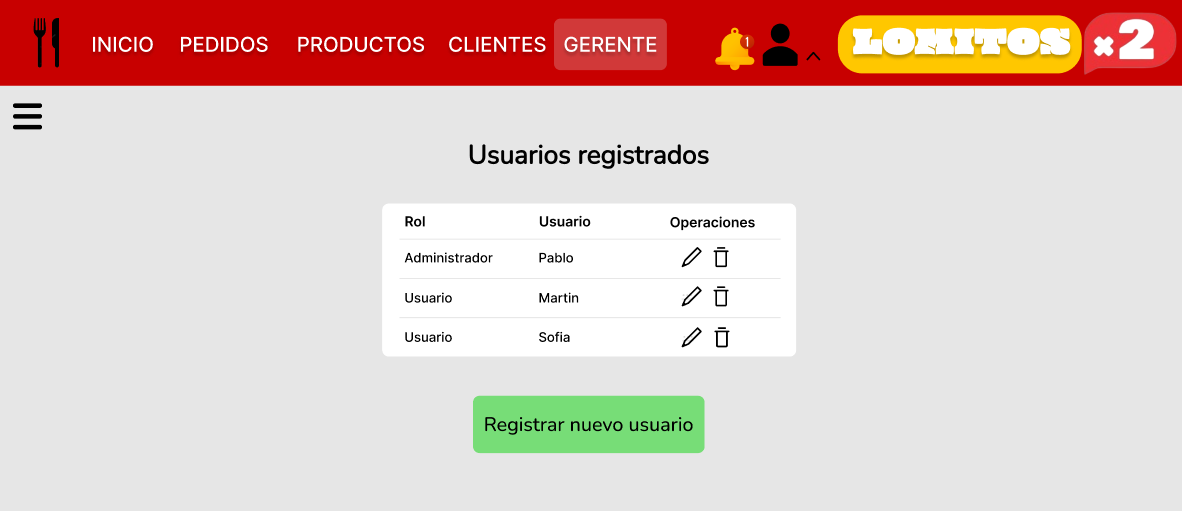 INICIO PEDIDOS PRODUCTOS CLIENTES GERENTE 1 LOMITOS x2
Usuarios registrados
Rol Usuario Operaciones
Administrador Pablo
Usuario Martin
Usuario Sofia
Registrar nuevo usuario